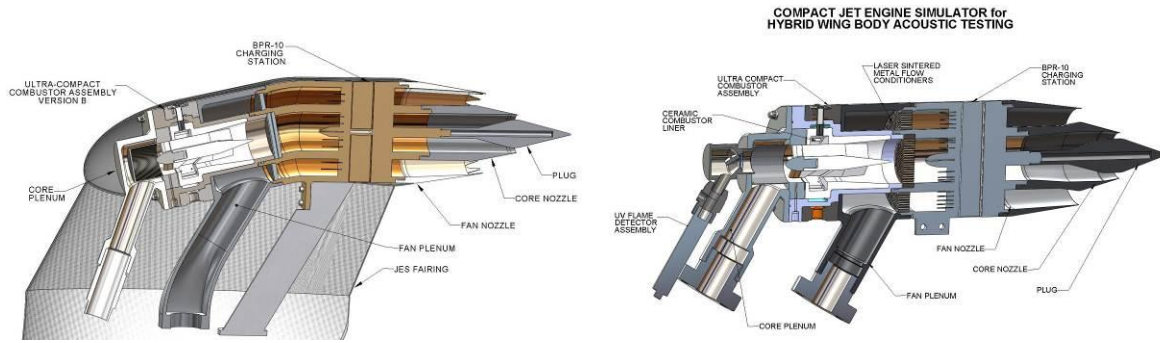 BPR-10
CHARGING
STATION
ULTRA-COMPACT
COMBUSTOR ASSEMBLY
VERSION B
CORE
PLENUM
PLUG
CORE NOZZLE
FAN NOZZLE
FAN PLENUM
JES FAIRING
COMPACT JET ENGINE SIMULATOR for
HYBRID WING BODY ACOUSTIC TESTING
LASER SINTERED
METAL FLOW
CONDITIONERS
BPR-10
CHARGING
STATION
ULTRA COMPACT
COMBUSTOR
ASSEMBLY
CERAMIC
COMBUSTOR
LINER
UV FLAME
DETECTOR
ASSEMBLY
FAN NOZZLE
CORE NOZZLE
PLUG
FAN PLENUM
CORE PLENUM